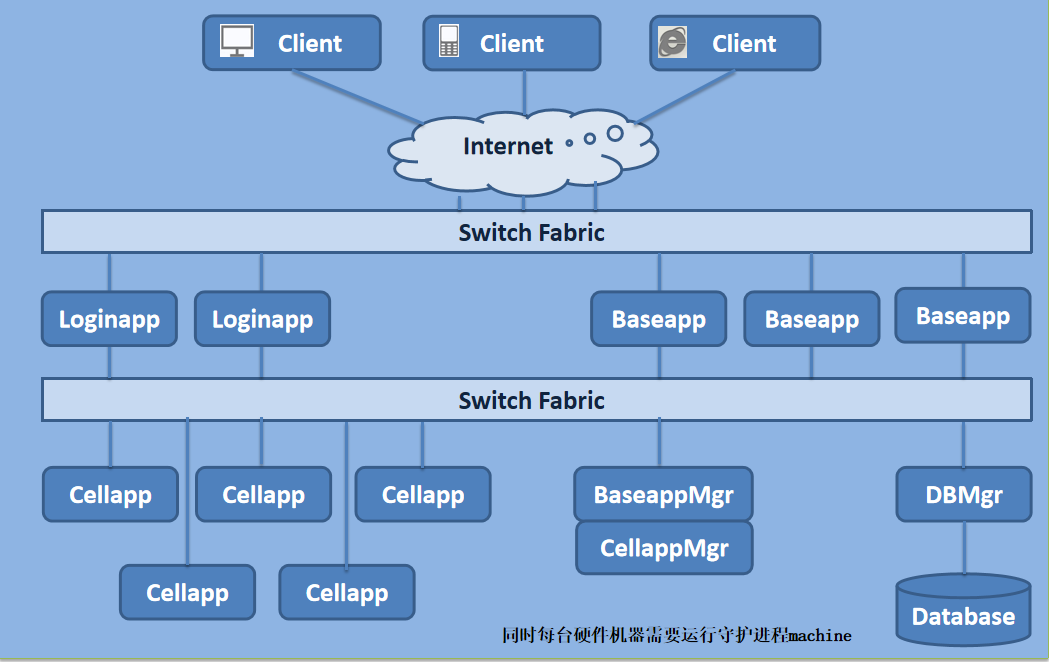 Client
Client
Client
Internet
Switch Fabric
Loginapp
Loginapp
Baseapp
Baseapp
Baseapp
Switch Fabric
Cellapp
Cellapp
Cellapp
BaseappMgr
DBMgr
CellappMgr
Cellapp
Cellapp
Database
同时每台硬件机器需要运行守护进程machine